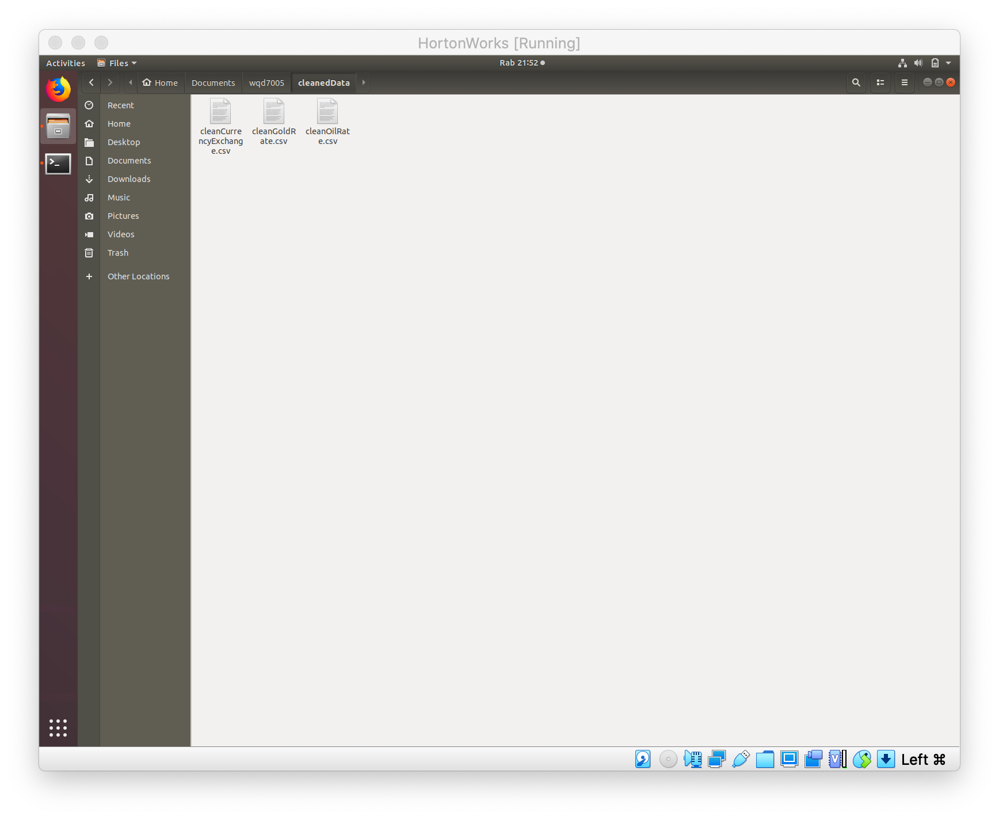 HortonWorks [Running]
Activities Files Rab 21:52
Home Documents wqd7005 cleanedData
Recent
Home
Desktop
Documents
Downloads
Music
Pictures
Videos
Trash
Other Locations
cleanCurre
ncyExchang
e.csv
cleanGoldR
ate.csv
cleanOilRat
e.csv
Left ⌘